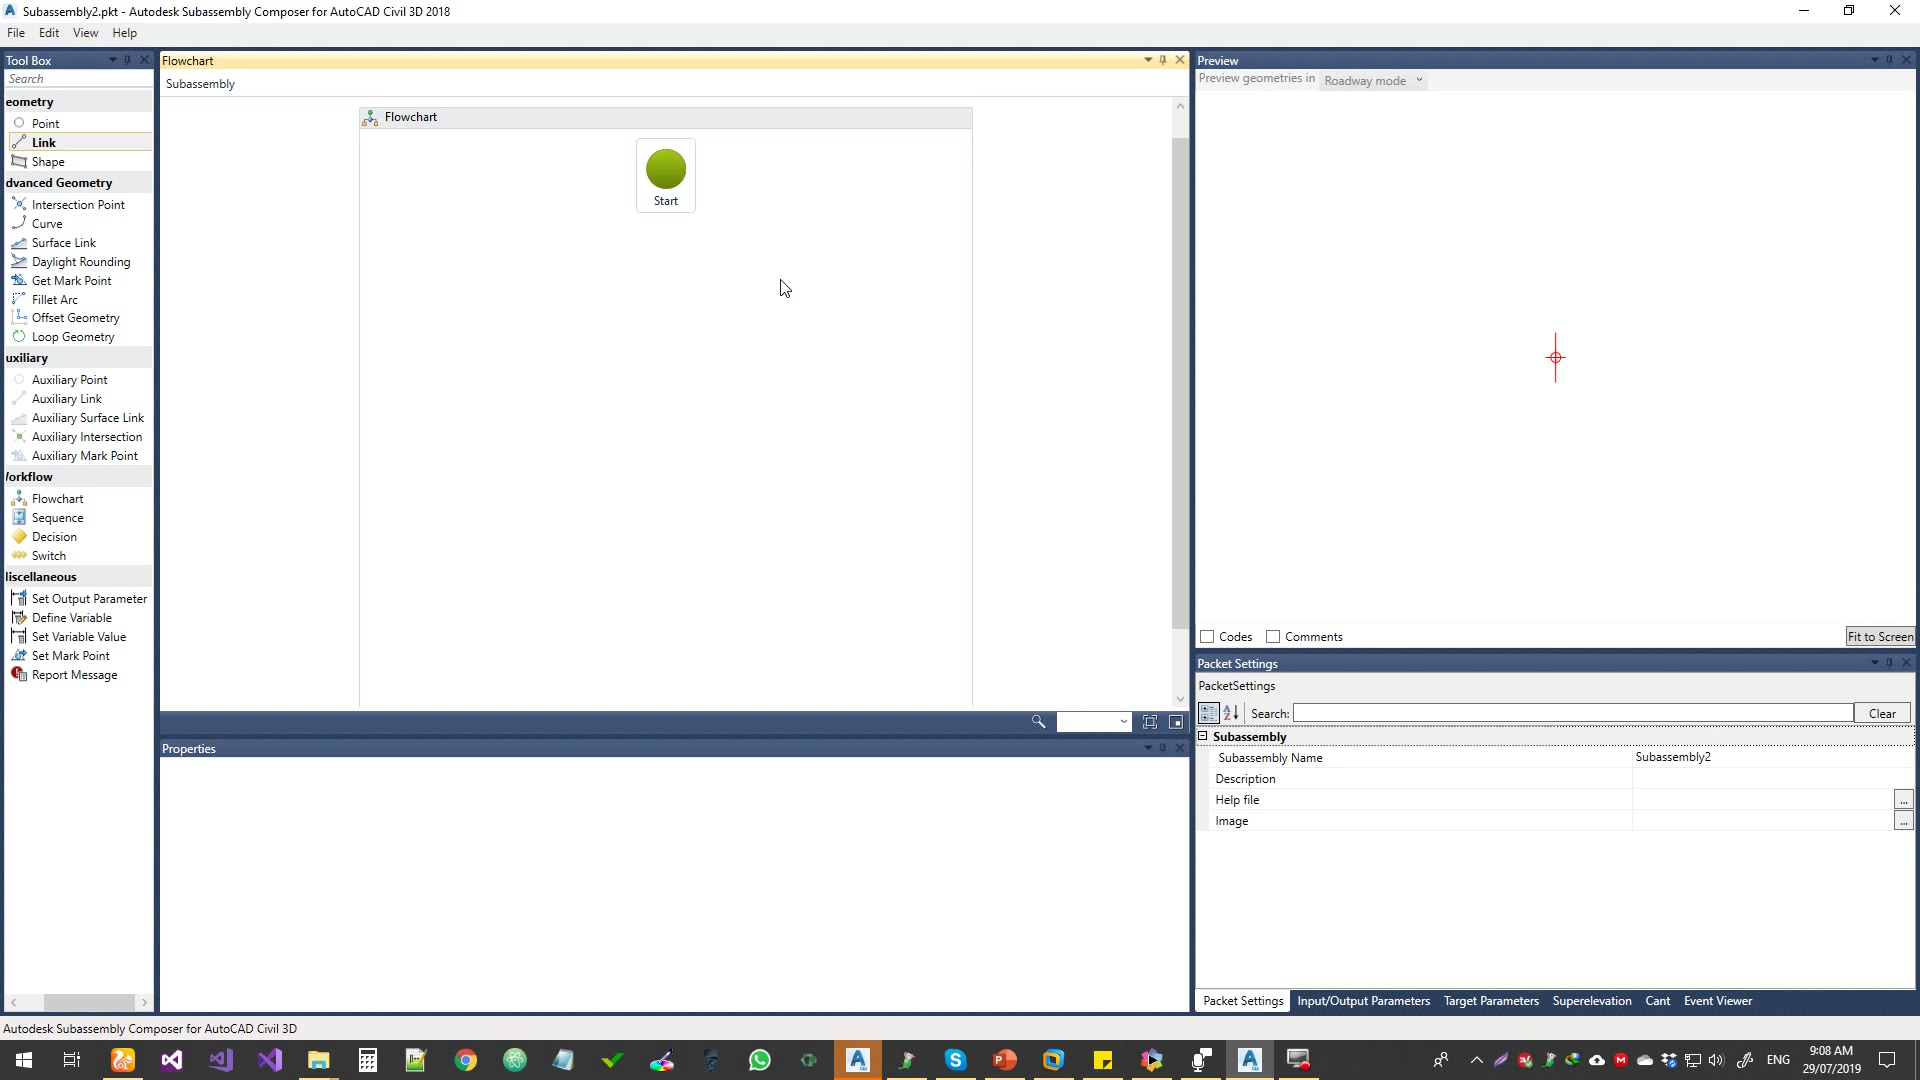 Subassembly2.pkt - Autodesk Subassembly Composer for AutoCAD Civil 3D 2018
File Edit View Help
Tool Box
Search
eometry
Point
Link
Shape
dvanced Geometry
Intersection Point
Curve
Surface Link
Daylight Rounding
Get Mark Point
Fillet Arc
Offset Geometry
Loop Geometry
uxiliary
Auxiliary Point
Auxiliary Link
Auxiliary Surface Link
Auxiliary Intersection
Auxiliary Mark Point
orkflow
Flowchart
Sequence
Decision
Switch
liscellaneous
Set Output Parameter
Define Variable
Set Variable Value
Set Mark Point
Report Message
Flowchart
Subassembly
Flowchart
Start
Properties
Preview
Preview geometries in Roadway mode
Codes Comments Fit to Screen
Packet Settings
PacketSettings
Search: Clear
Subassembly
Subassembly Name Subassembly2
Description
Help file ...
Image ...
Packet Settings Input/Output Parameters Target Parameters Superelevation Cant Event Viewer
Autodesk Subassembly Composer for AutoCAD Civil 3D
ENG
9:08 AM
29/07/2019